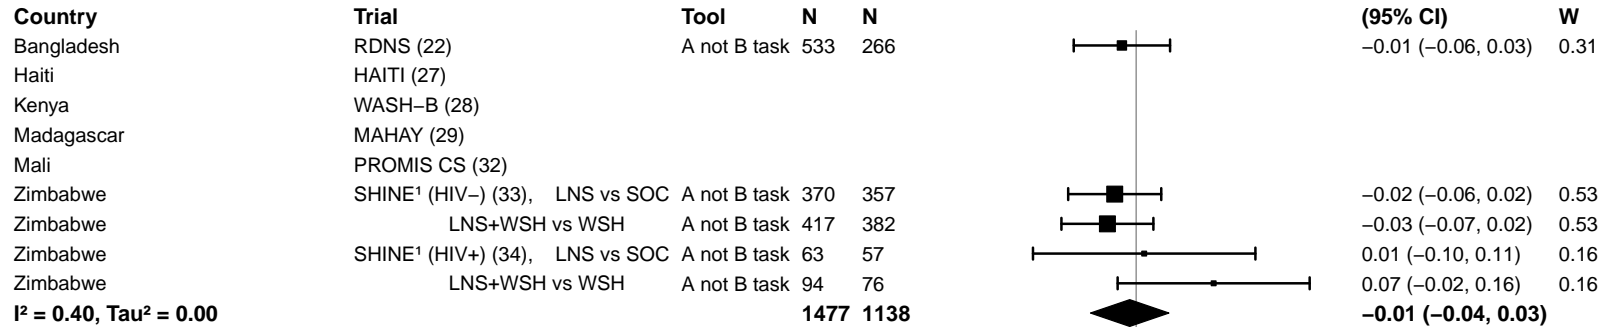 Country Trial Tool N N (95% CI) W
Bangladesh RDNS (22) A not B task 533 266 −0.01 (−0.06, 0.03) 0.31
Haiti HAITI (27)
Kenya WASH−B (28)
Madagascar MAHAY (29)
Mali PROMIS CS (32)
Zimbabwe SHINE¹ (HIV−) (33), LNS vs SOC A not B task 370 357 −0.02 (−0.06, 0.02) 0.53
Zimbabwe LNS+WSH vs WSH A not B task 417 382 −0.03 (−0.07, 0.02) 0.53
Zimbabwe SHINE¹ (HIV+) (34), LNS vs SOC A not B task 63 57 0.01 (−0.10, 0.11) 0.16
Zimbabwe LNS+WSH vs WSH A not B task 94 76 0.07 (−0.02, 0.16) 0.16
I² = 0.40, Tau² = 0.00 1477 1138 −0.01 (−0.04, 0.03)